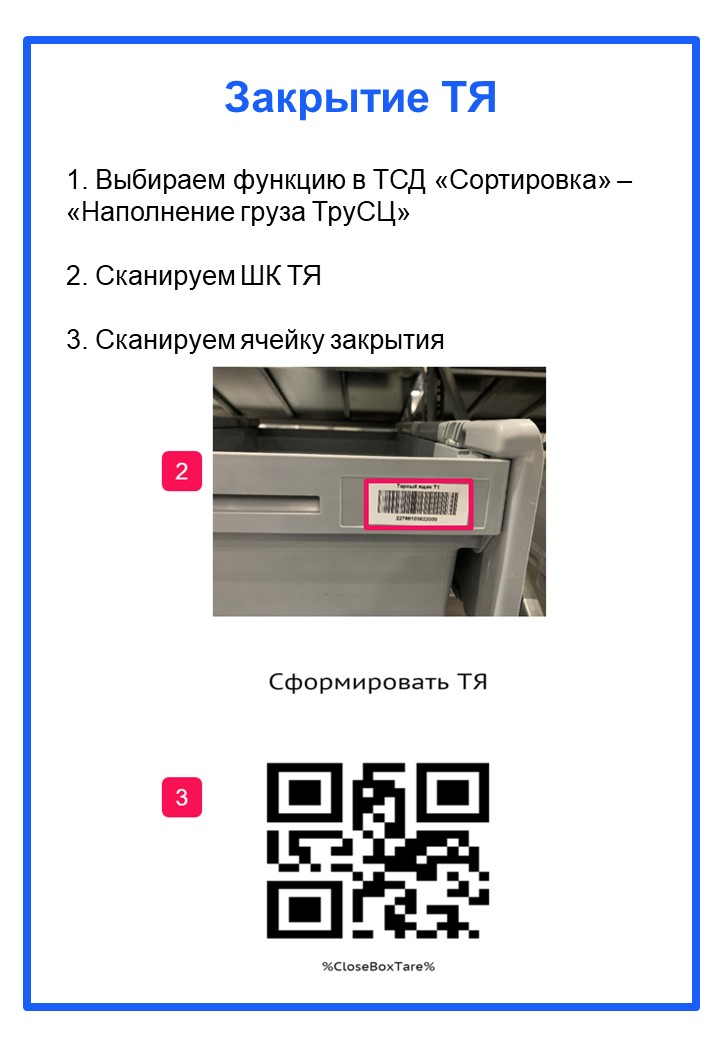 Закрытие ТЯ
1. Выбираем функцию в ТСД «Сортировка» –
«Наполнение груза ТруСЦ»
2. Сканируем ШК ТЯ
3. Сканируем ячейку закрытия
2
Тарный ящик Т1
Сформировать ТЯ
3
%CloseBoxTare%